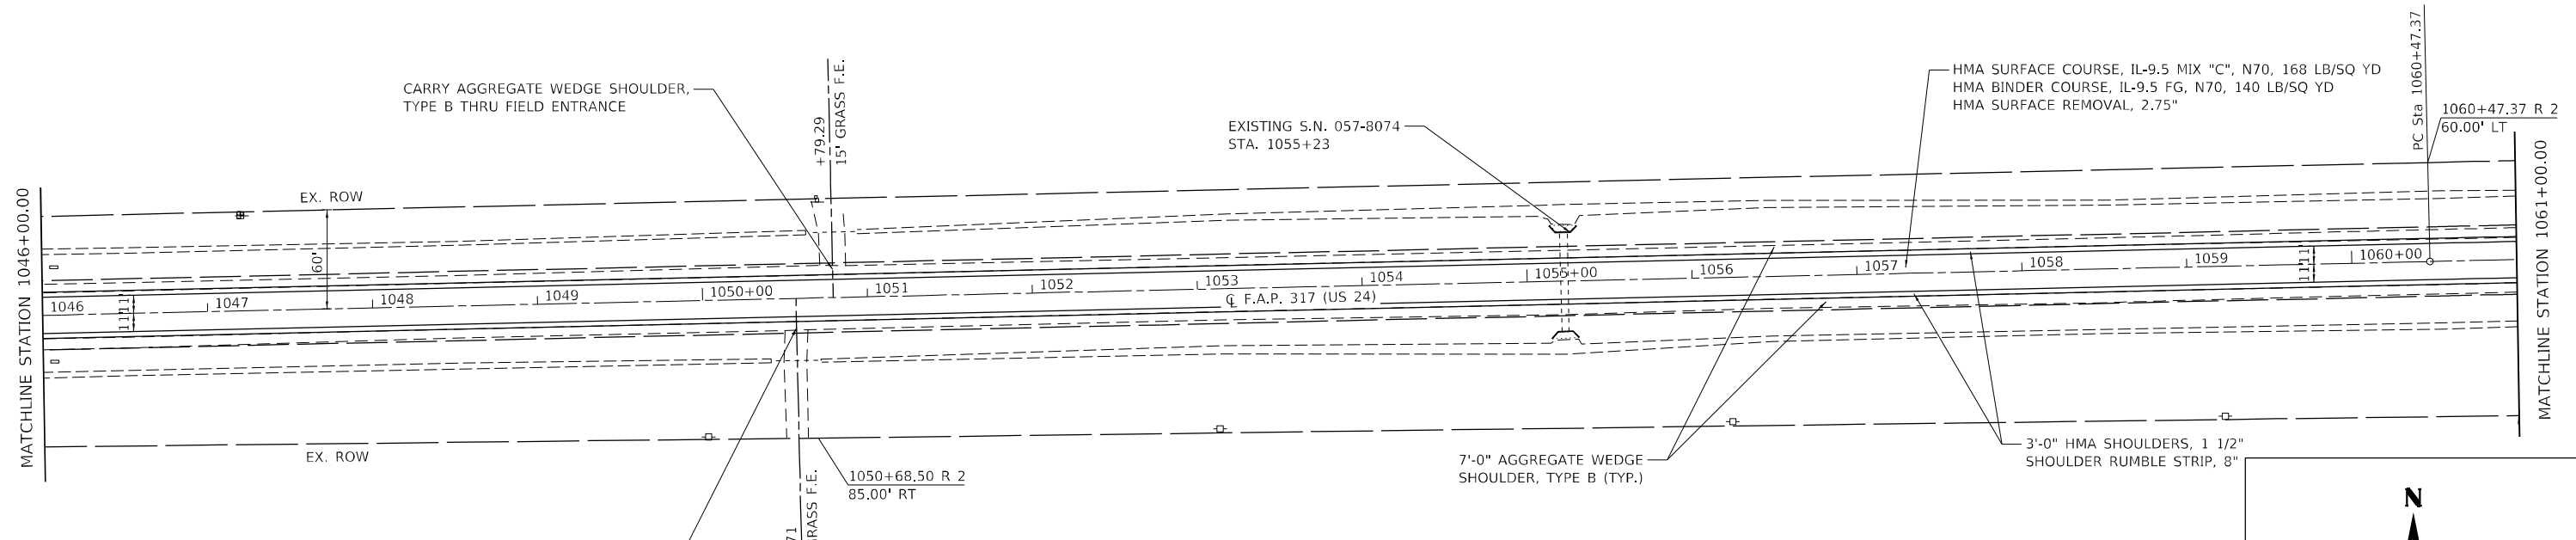 CARRY AGGREGATE WEDGE SHOULDER,
TYPE B THRU FIELD ENTRANCE
+79.29
15' GRASS F.E.
EXISTING S.N. 057-8074
STA. 1055+23
HMA SURFACE COURSE, IL-9.5 MIX "C", N70, 168 LB/SQ YD
HMA BINDER COURSE, IL-9.5 FG, N70, 140 LB/SQ YD
HMA SURFACE REMOVAL, 2.75"
PC Sta 1060+47.37
1060+47.37 R 2
60.00' LT
MATCHLINE STATION 1046+00.00
EX. ROW
60'
1046
1047
1048
1049
1050+00
1051
1052
1053
1054
1055+00
1056
1057
1058
1059
1060+00
11'
11'
11'
11'
℄ F.A.P. 317 (US 24)
MATCHLINE STATION 1061+00.00
EX. ROW
1050+68.50 R 2
85.00' RT
71
GRASS F.E.
7'-0" AGGREGATE WEDGE
SHOULDER, TYPE B (TYP.)
3'-0" HMA SHOULDERS, 1 1/2"
SHOULDER RUMBLE STRIP, 8"
N